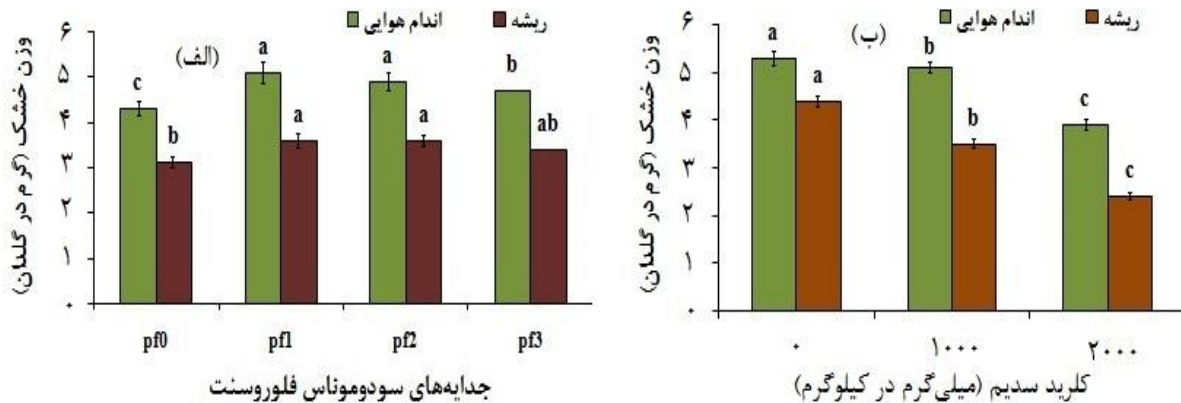 اندام هوایی ریشه
(الف)
وزن خشک (گرم در گلدان)
۶
۵
۴
۳
۲
۱
۰
c b a a a a b ab
pf0 pf1 pf2 pf3
جدایه‌های سودوموناس فلوروسنت
اندام هوایی ریشه
(ب)
وزن خشک (گرم در گلدان)
۶
۵
۴
۳
۲
۱
۰
a a b b c c
۰ ۱۰۰۰ ۲۰۰۰
کلرید سدیم (میلی‌گرم در کیلوگرم)